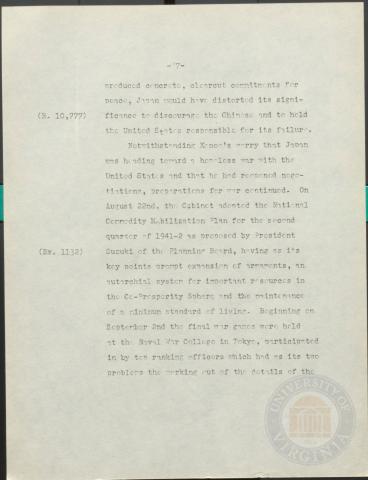 -7-
produced concrete, clearcut commitments for
peace, Japan would have distorted its signi-
(R. 10,777) ficance to discourage the Chinese and to hold
the United States responsible for its failure.
Notwithstanding Konoe's worry that Japan
was heading toward a hopeless war with the
United States and that he had reopened nego-
tiations, preparations for war continued. On
August 22nd, the Cabinet adopted the National
Commodity Mobilization Plan for the second
quarter of 1941-2 as proposed by President
(Ex. 1132) Suzuki of the Planning Board, having as its
key points prompt expansion of armaments, an
autarchial system for important resources in
the Co-Prosperity Sphere and the maintenance
of a minimum standard of living. Beginning on
September 2nd the final war games were held
at the Naval War College in Tokyo, participated
in by ten ranking officers which had as its two
problems the working out of the details of the
UNIVERSITY OF VIRGINIA